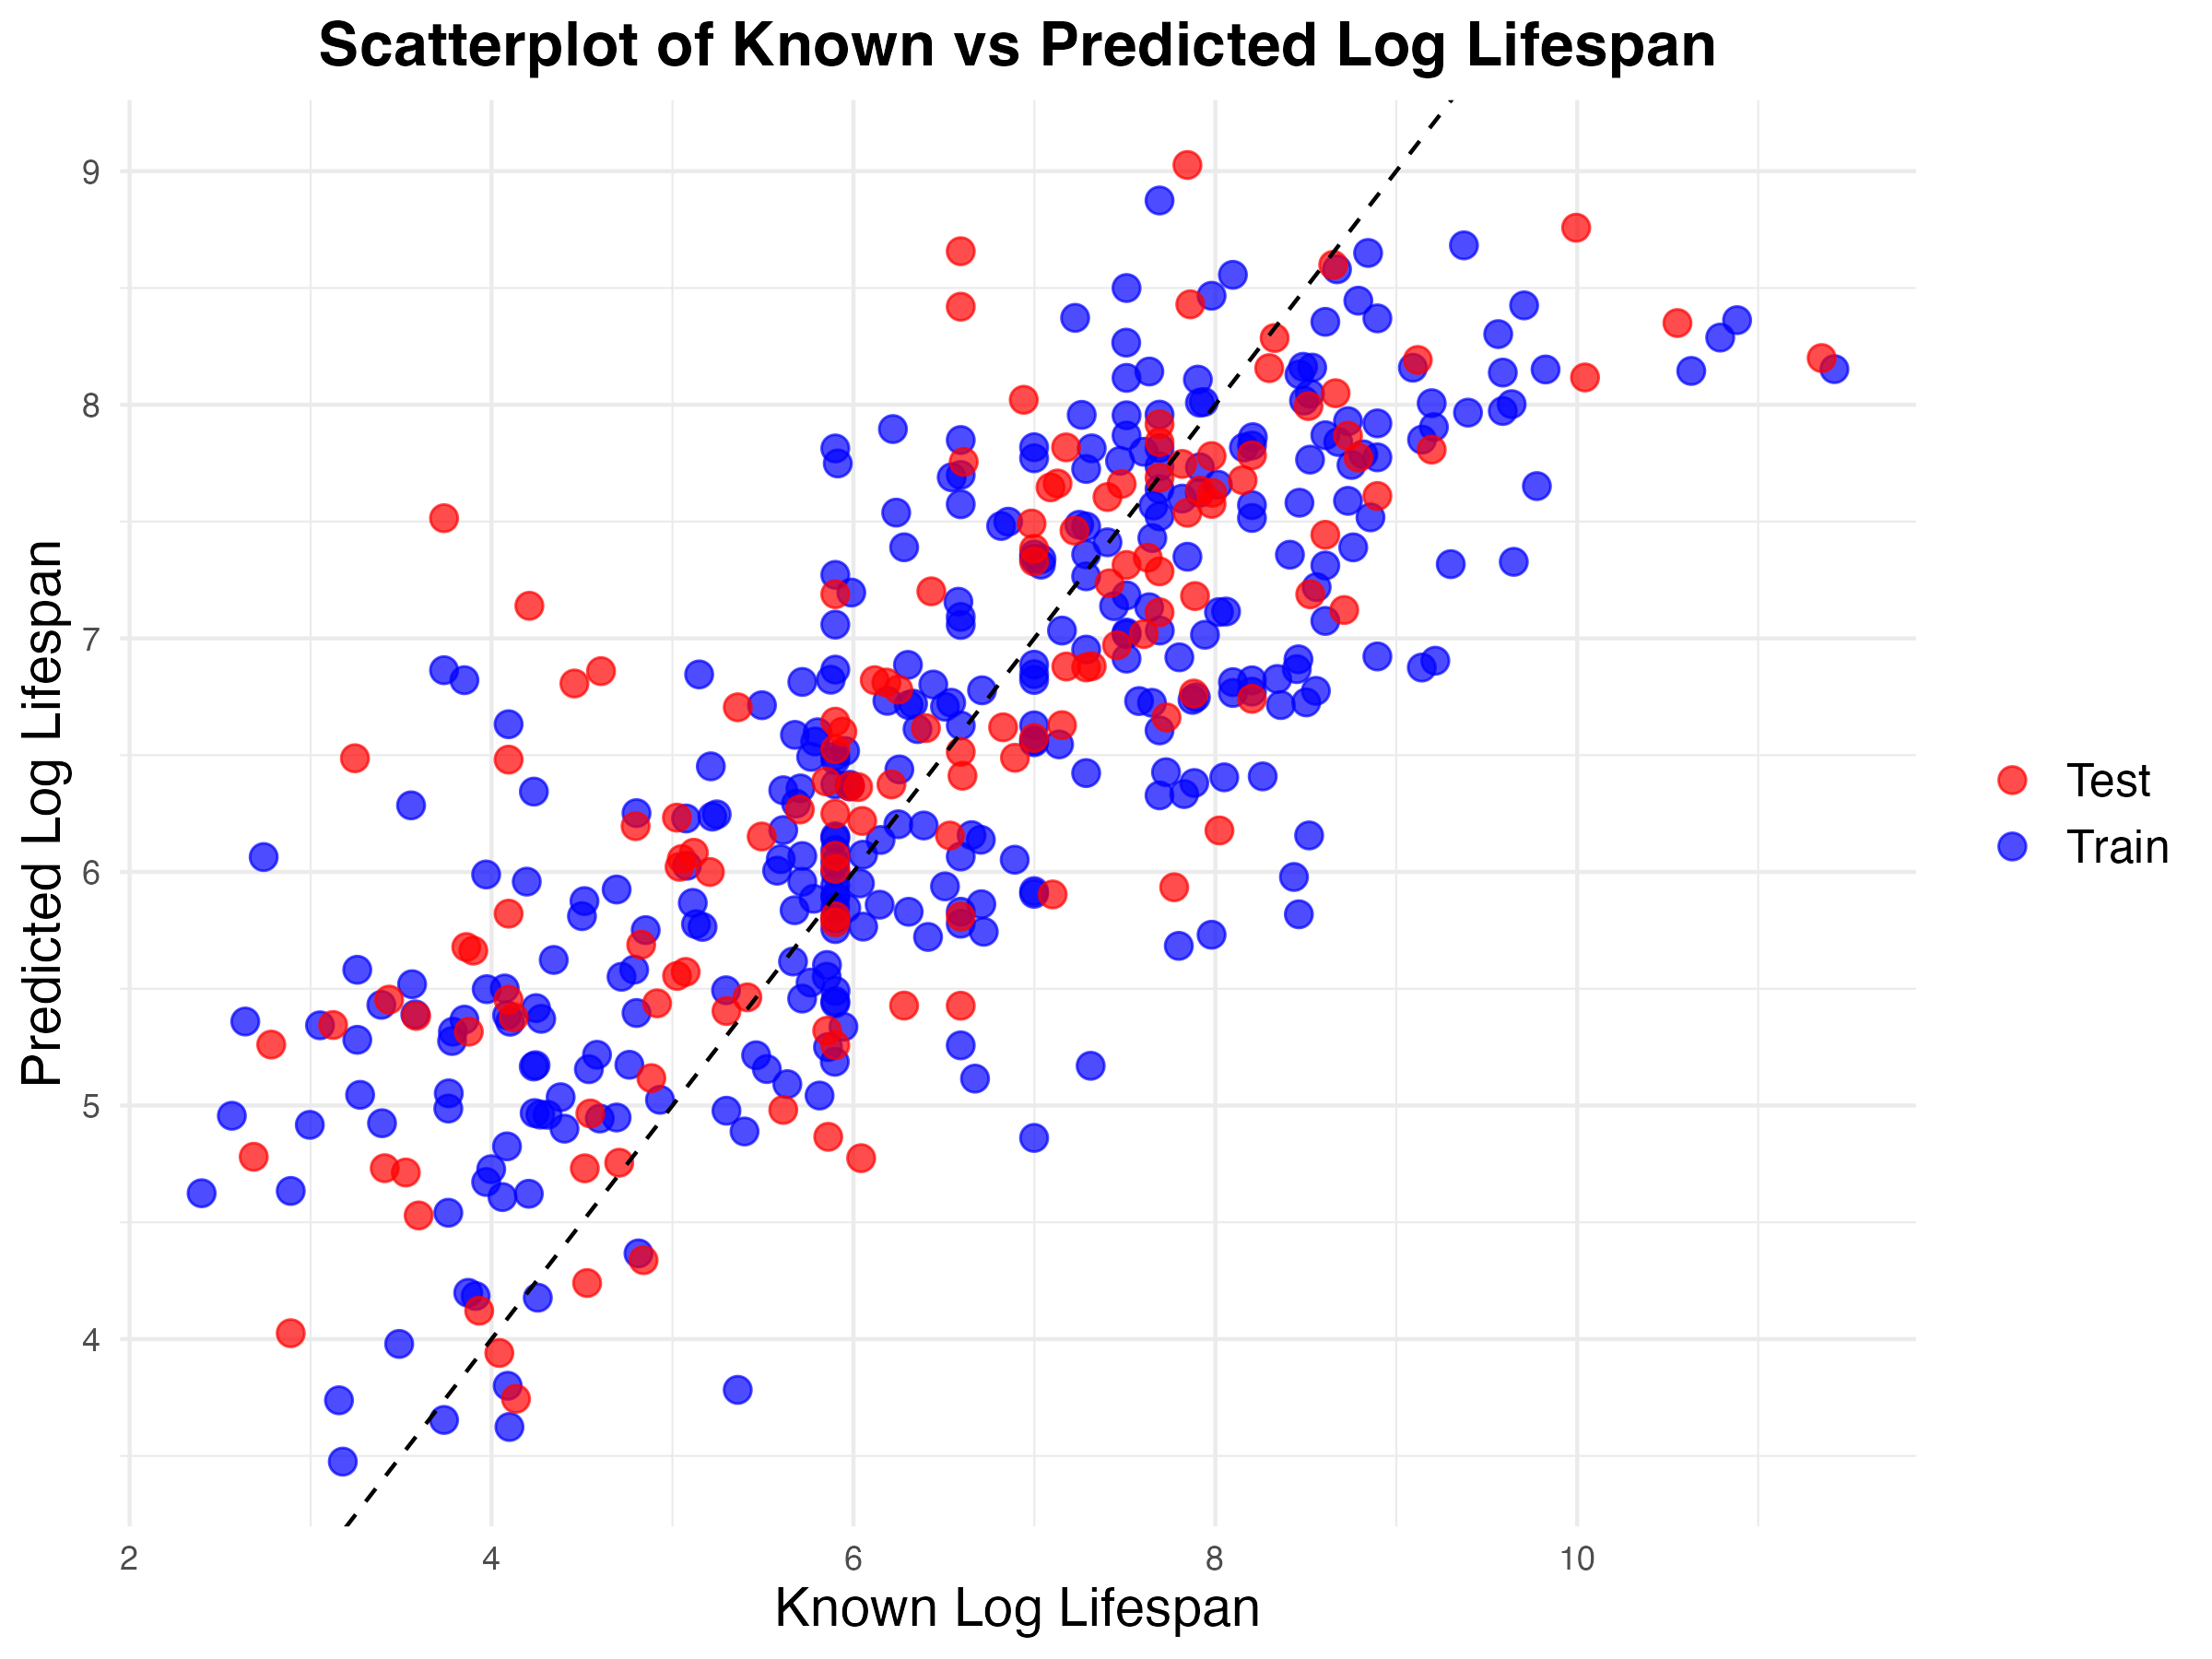 Scatterplot of Known vs Predicted Log Lifespan
9
8
7
6
5
4
Predicted Log Lifespan
2 4 6 8 10
Known Log Lifespan
Test
Train